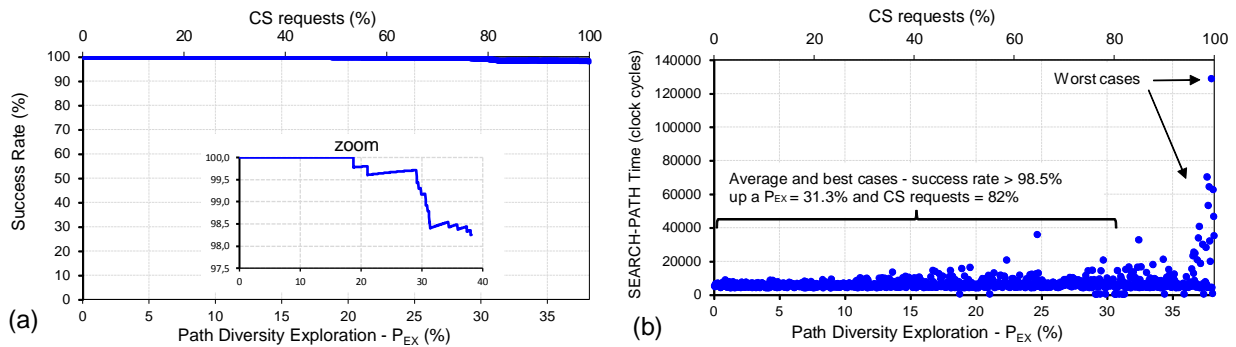 CS requests (%)
0 20 40 60 80 100
100
90
80
70
60
50
40
30
20
10
0
Success Rate (%)
zoom
100,0
99,5
99,0
98,5
98,0
97,5
0 10 20 30 40
0 5 10 15 20 25 30 35
(a)
Path Diversity Exploration - PEX (%)
CS requests (%)
0 20 40 60 80 100
140000
120000
100000
80000
60000
40000
20000
0
SEARCH-PATH Time (clock cycles)
Worst cases
Average and best cases - success rate > 98.5%
up a PEX = 31.3% and CS requests = 82%
0 5 10 15 20 25 30 35
(b)
Path Diversity Exploration - PEX (%)